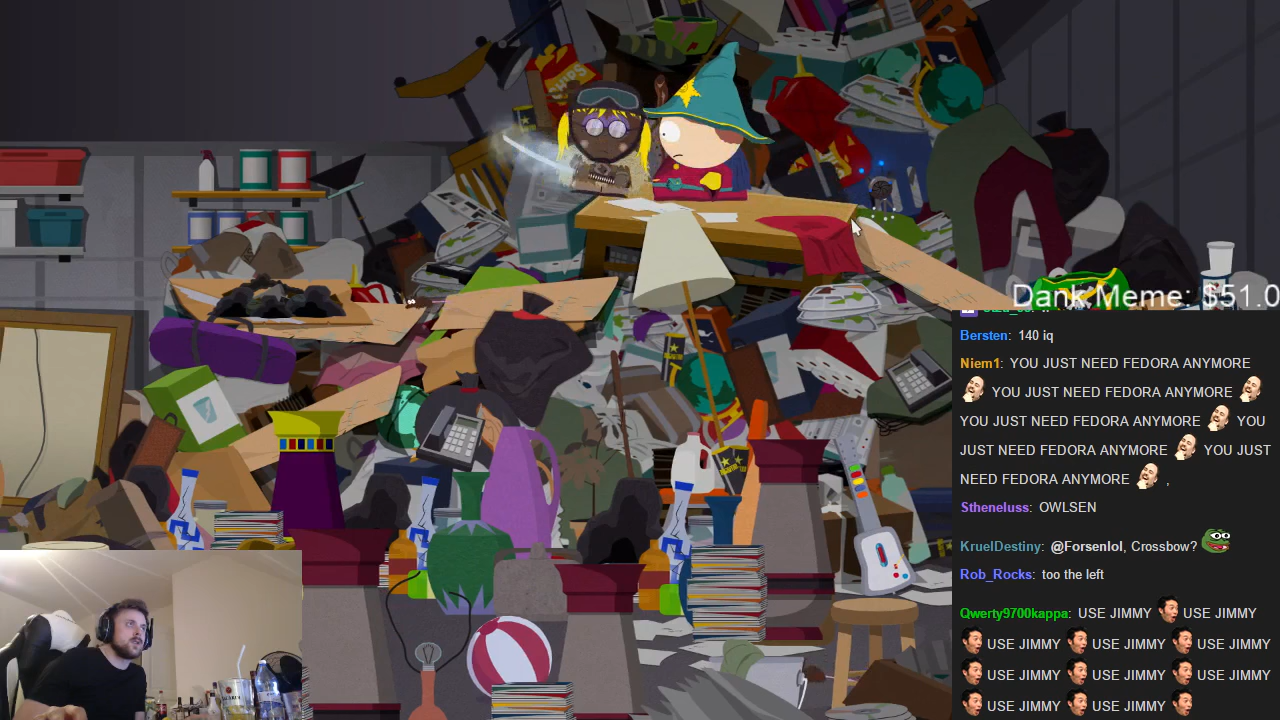 Dank Meme: $51.0
Bersten: 140 iq
Niem1: YOU JUST NEED FEDORA ANYMORE
YOU JUST NEED FEDORA ANYMORE
YOU JUST NEED FEDORA ANYMORE YOU
JUST NEED FEDORA ANYMORE YOU JUST
NEED FEDORA ANYMORE ,
Stheneluss: OWLSEN
KruelDestiny: @Forsenlol, Crossbow?
Rob_Rocks: too the left
Qwerty9700kappa: USE JIMMY USE JIMMY
USE JIMMY USE JIMMY USE JIMMY
USE JIMMY USE JIMMY USE JIMMY
USE JIMMY USE JIMMY